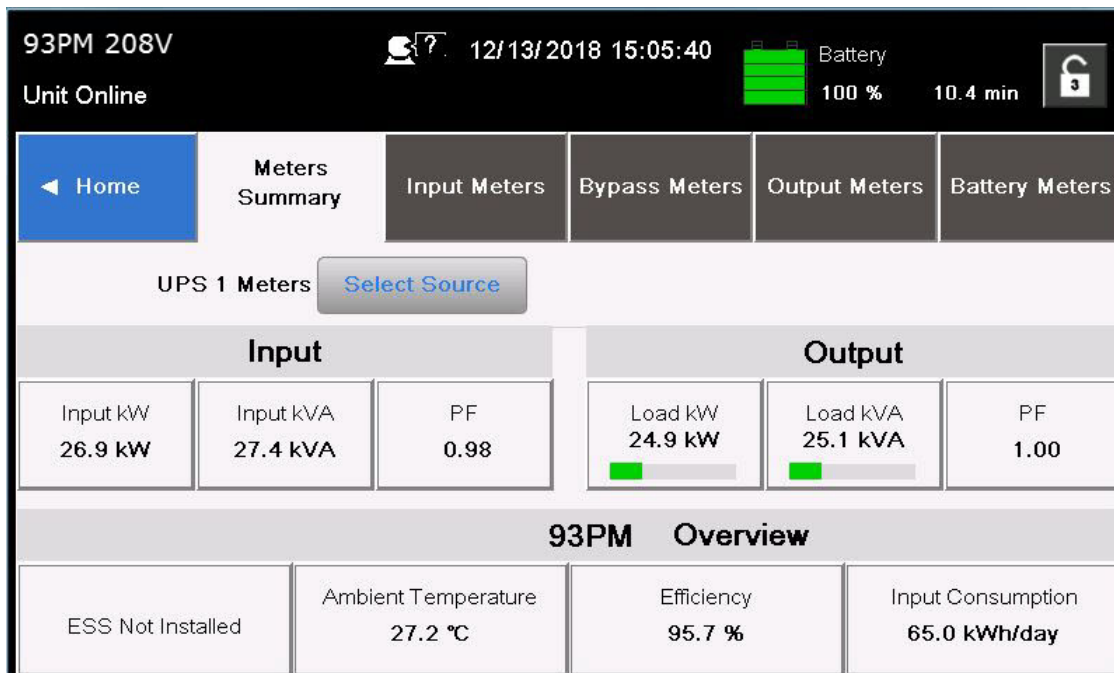 93PM 208V
? 12/13/2018 15:05:40
Battery
Unit Online
100 % 10.4 min
3
◄ Home
Meters
Summary
Input Meters
Bypass Meters
Output Meters
Battery Meters
UPS 1 Meters Select Source
Input
Output
Input kW
26.9 kW
Input kVA
27.4 kVA
PF
0.98
Load kW
24.9 kW
Load kVA
25.1 kVA
PF
1.00
93PM Overview
ESS Not Installed
Ambient Temperature
27.2 °C
Efficiency
95.7 %
Input Consumption
65.0 kWh/day